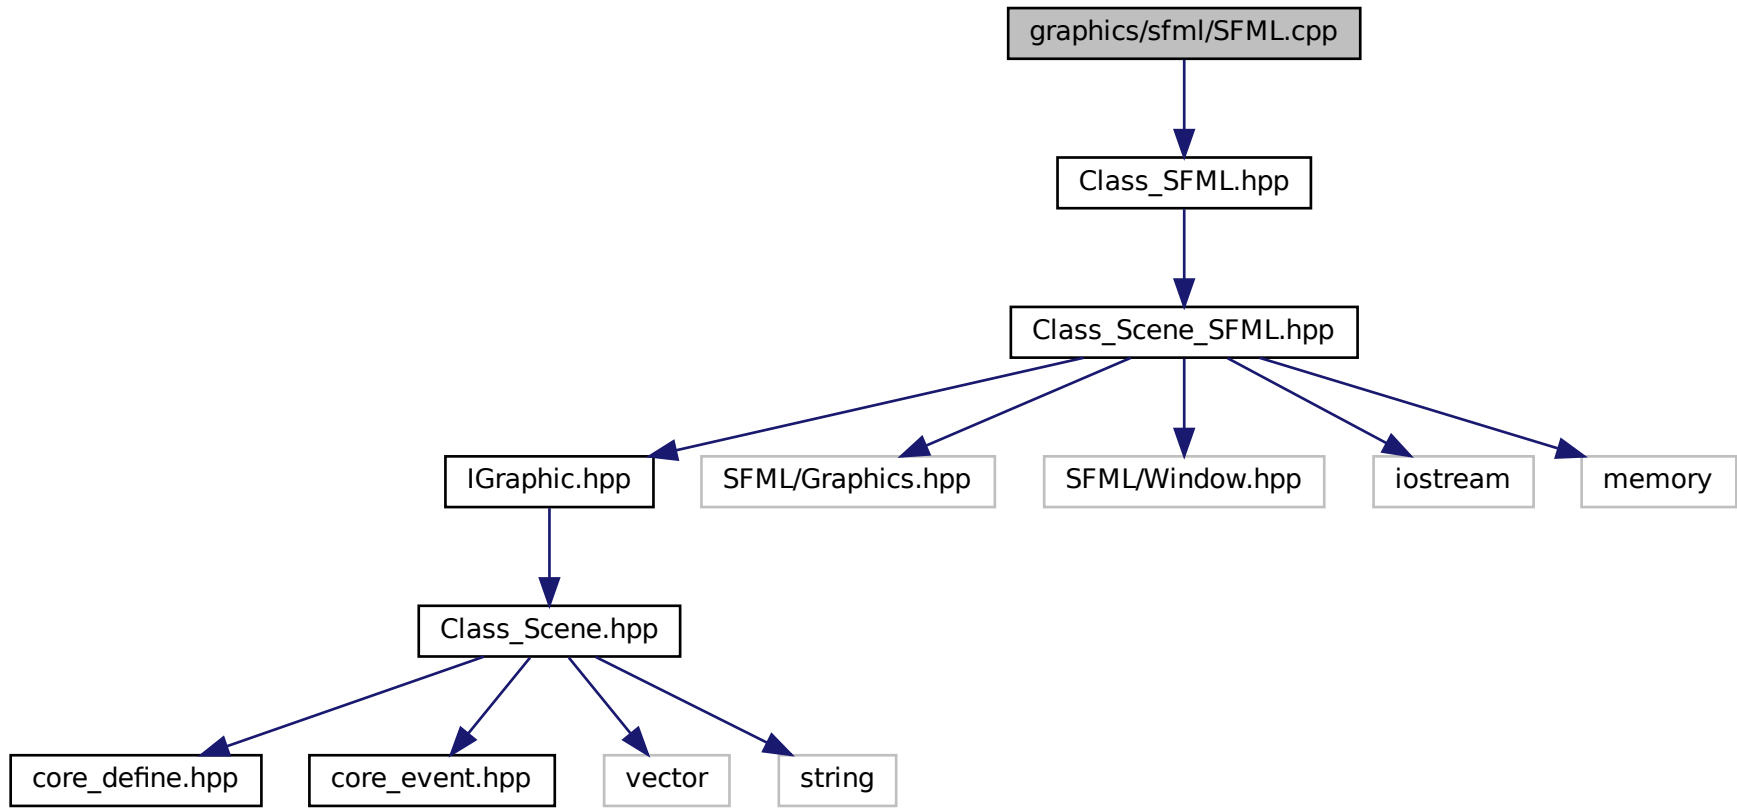 graphics/sfml/SFML.cpp
Class_SFML.hpp
Class_Scene_SFML.hpp
IGraphic.hpp
SFML/Graphics.hpp
SFML/Window.hpp
iostream
memory
Class_Scene.hpp
core_define.hpp
core_event.hpp
vector
string